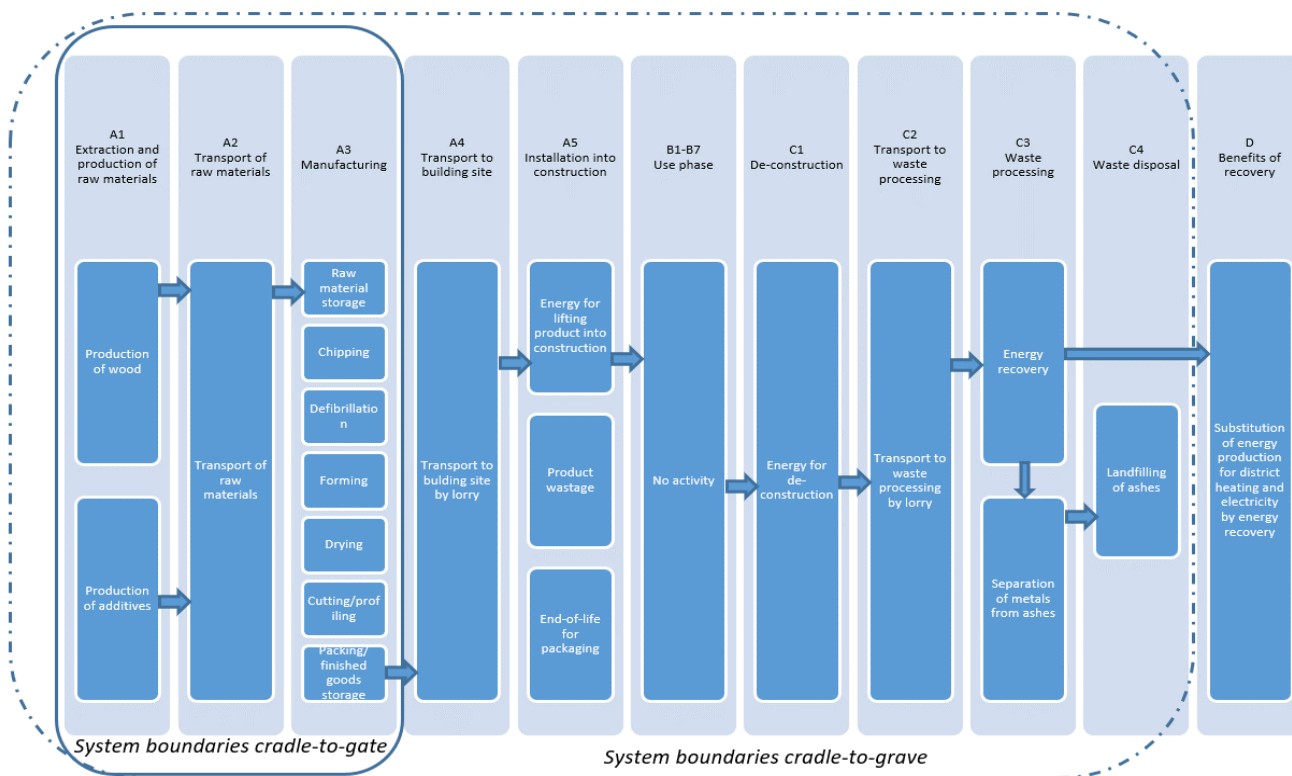 A1
Extraction and
production of
raw materials
A2
Transport of
raw materials
A3
Manufacturing
A4
Transport to
building site
A5
Installation into
construction
B1-B7
Use phase
C1
De-construction
C2
Transport to
waste
processing
C3
Waste
processing
C4
Waste disposal
D
Benefits of
recovery
Production
of wood
Production
of additives
Transport of
raw materials
Raw
material
storage
Chipping
Defibrillatio
n
Forming
Drying
Cutting/prof
iling
Packing/
finished
goods
storage
Transport to
bulding site
by lorry
Energy for
lifting
product into
construction
Product
wastage
End-of-life
for
packaging
No activity
Energy for
de-
construction
Transport to
waste
processing
by lorry
Energy
recovery
Separation
of metals
from ashes
Landfilling
of ashes
Substitution
of energy
production
for district
heating and
electricity
by energy
recovery
System boundaries cradle-to-gate
System boundaries cradle-to-grave